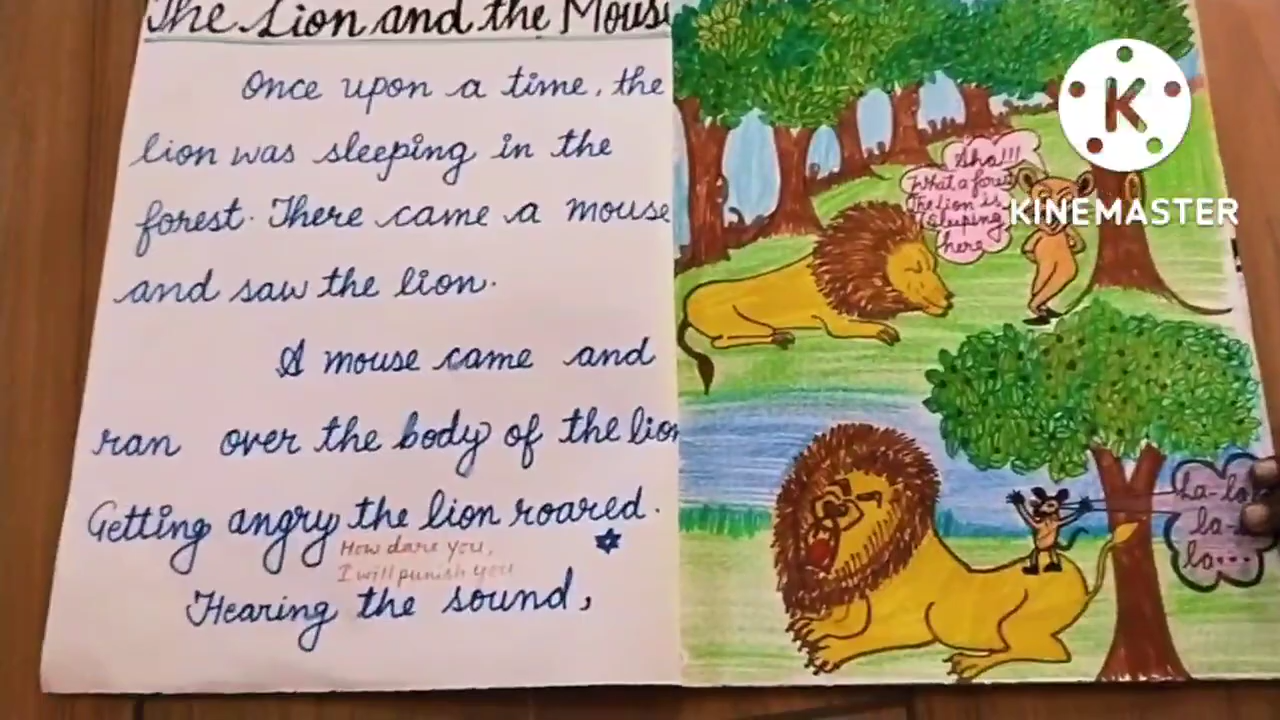 The Lion and the Mouse
Once upon a time, the
lion was sleeping in the
forest. There came a mouse
and saw the lion.
A mouse came and
ran over the body of the lion
Getting angry the lion roared.
How dare you,
I will punish you
Hearing the sound,
Aha!!!
What a forest
The Lion is
sleeping
here
La-la
la-
la...
K
KINEMASTER